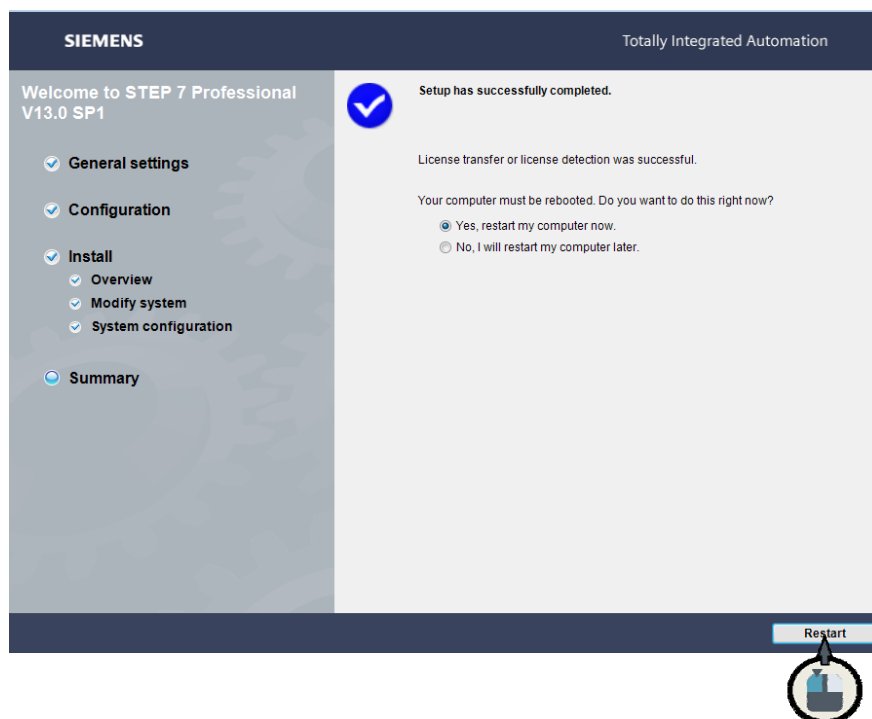 SIEMENS
Totally Integrated Automation
Welcome to STEP 7 Professional
V13.0 SP1
General settings
Configuration
Install
Overview
Modify system
System configuration
Summary
Setup has successfully completed.
License transfer or license detection was successful.
Your computer must be rebooted. Do you want to do this right now?
Yes, restart my computer now.
No, I will restart my computer later.
Restart